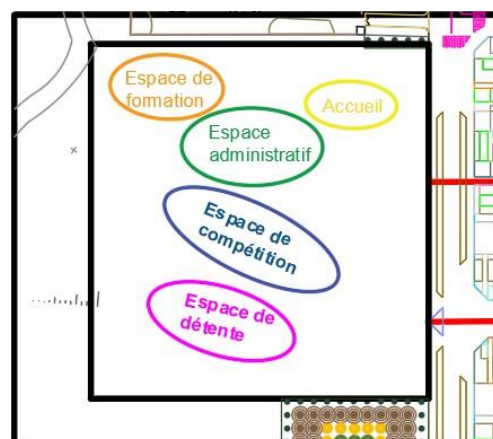 Espace de
formation
Accueil
Espace
administratif
Espace de
compétition
Espace de
détente